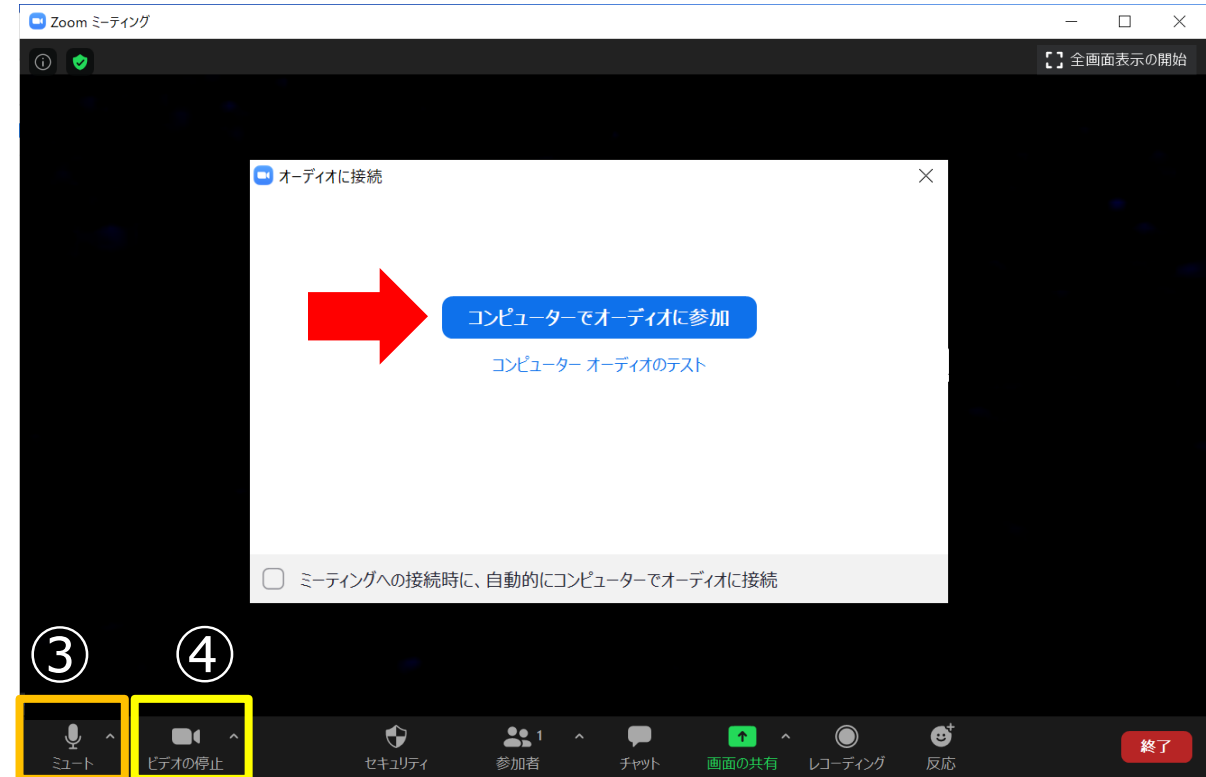 Zoom ミーティング
全画面表示の開始
オーディオに接続
コンピューターでオーディオに参加
コンピューター オーディオのテスト
ミーティングへの接続時に、自動的にコンピューターでオーディオに接続
③
④
ミュート
ビデオの停止
セキュリティ
1
参加者
チャット
画面の共有
レコーディング
反応
終了